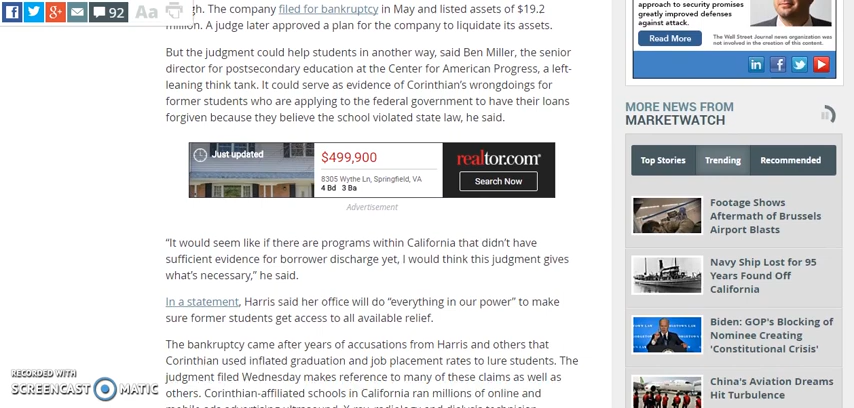 92
Aa
The company filed for bankruptcy in May and listed assets of $19.2
million. A judge later approved a plan for the company to liquidate its assets.
But the judgment could help students in another way, said Ben Miller, the senior
director for postsecondary education at the Center for American Progress, a left-
leaning think tank. It could serve as evidence of Corinthian's wrongdoings for
former students who are applying to the federal government to have their loans
forgiven because they believe the school violated state law, he said.
Just updated
$499,900
8305 Wythe Ln, Springfield, VA
4 Bd 3 Ba
realtor.com®
Search Now
Advertisement
“It would seem like if there are programs within California that didn’t have
sufficient evidence for borrower discharge yet, I would think this judgment gives
what’s necessary,” he said.
In a statement, Harris said her office will do “everything in our power” to make
sure former students get access to all available relief.
The bankruptcy came after years of accusations from Harris and others that
Corinthian used inflated graduation and job placement rates to lure students. The
judgment filed Wednesday makes reference to many of these claims as well as
others. Corinthian-affiliated schools in California ran millions of online and
RECORDED WITH
SCREENCAST MATIC
approach to security promises
greatly improved defenses
against attack.
Read More
The Wall Street Journal news organization was
not involved in the creation of this content.
MORE NEWS FROM
MARKETWATCH
Top Stories
Trending
Recommended
Footage Shows
Aftermath of Brussels
Airport Blasts
Navy Ship Lost for 95
Years Found Off
California
Biden: GOP's Blocking of
Nominee Creating
'Constitutional Crisis'
China's Aviation Dreams
Hit Turbulence